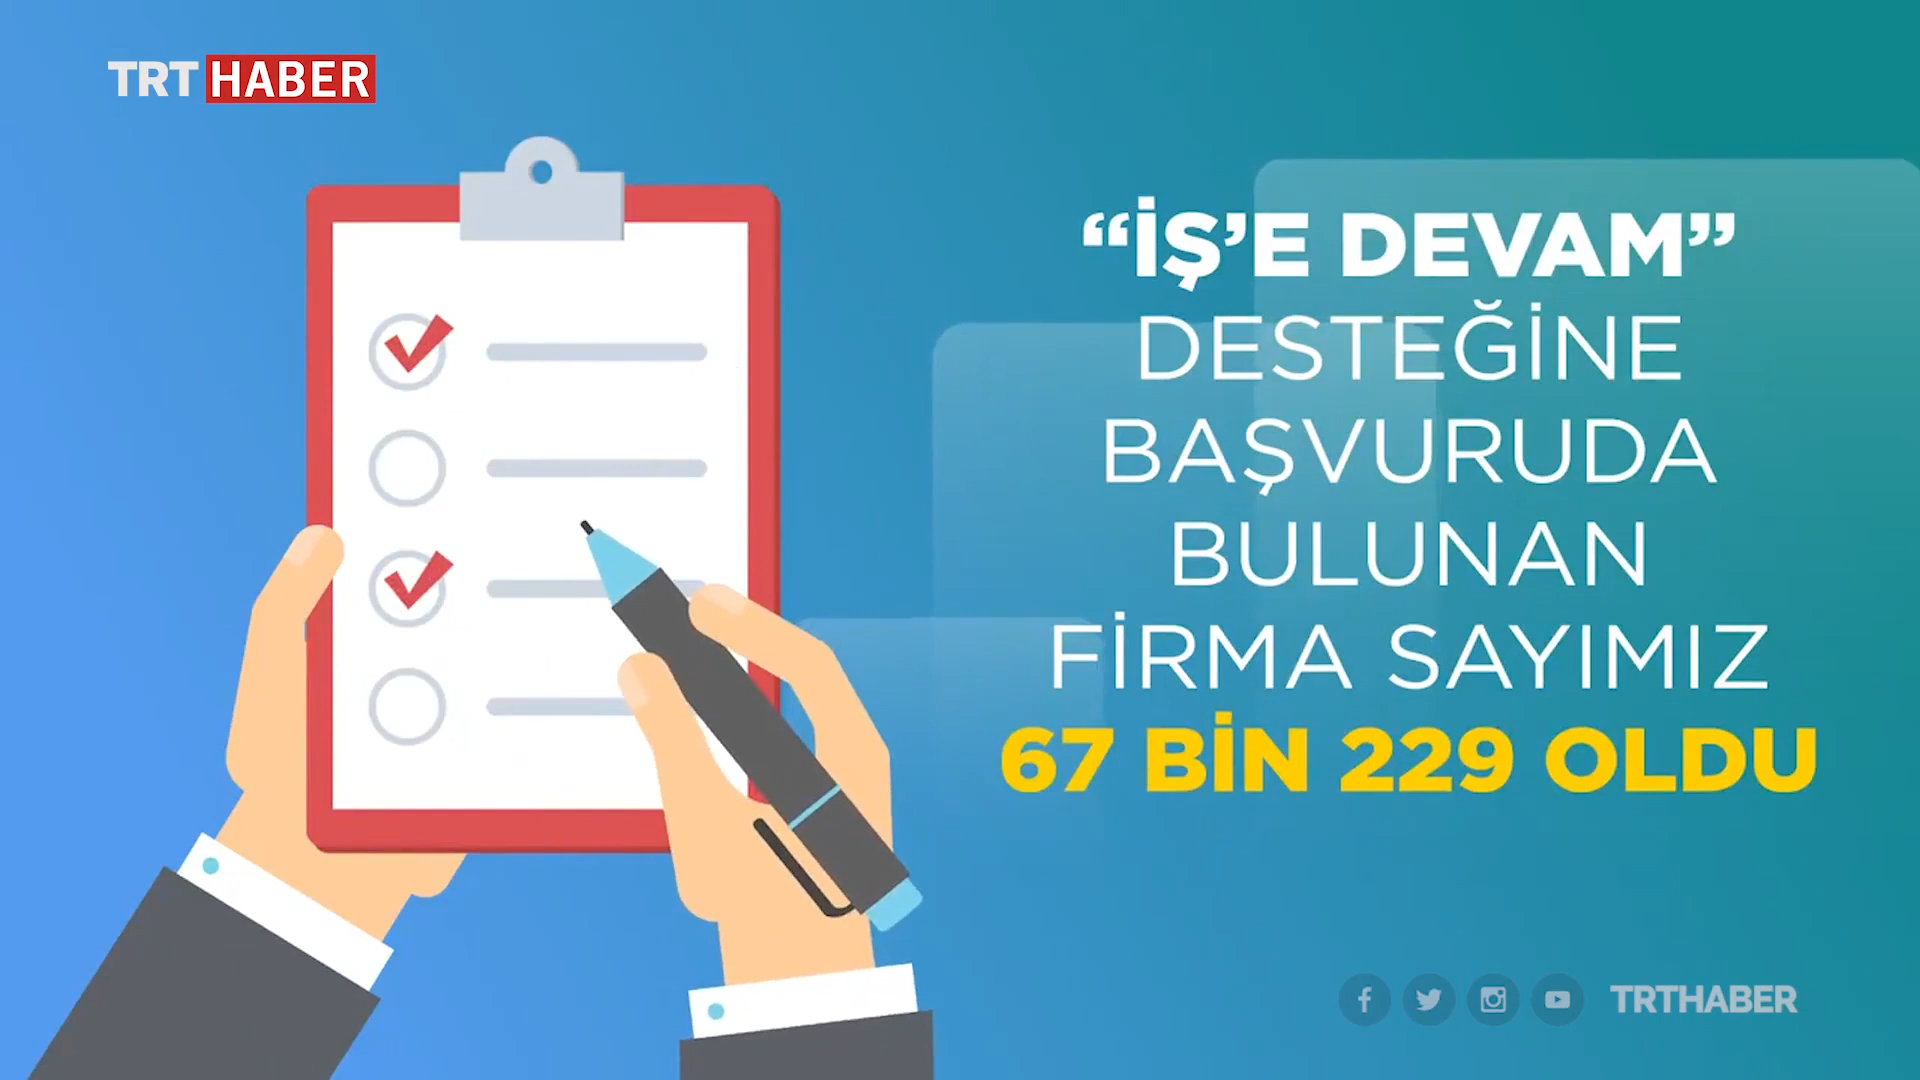 TRT HABER
“İŞ’E DEVAM”
DESTEĞİNE
BAŞVURUDA
BULUNAN
FİRMA SAYIMIZ
67 BİN 229 OLDU
TRTHABER